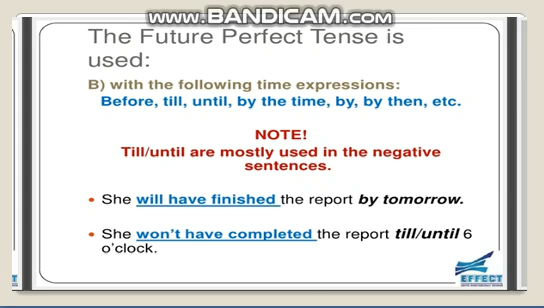 www.BANDICAM.com
The Future Perfect Tense is
used:
B) with the following time expressions:
Before, till, until, by the time, by, by then, etc.
NOTE!
Till/until are mostly used in the negative
sentences.
• She will have finished the report by tomorrow.
• She won't have completed the report till/until 6
o'clock.
EFFECT